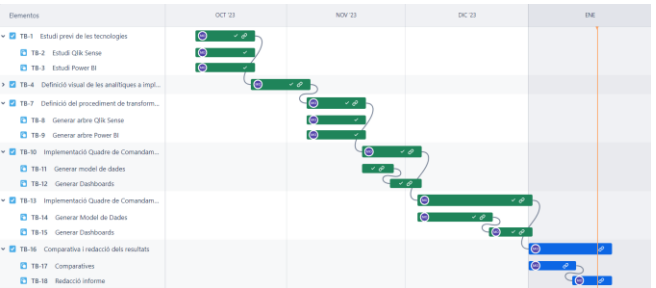 Elementos OCT '23 NOV '23 DIC '23 ENE
TB-1 Estudi previ de les tecnologies
TB-2 Estudi Qlik Sense
TB-3 Estudi Power BI
TB-4 Definició visual de les analítiques a impl...
TB-7 Definició del procediment de transform...
TB-8 Generar arbre Qlik Sense
TB-9 Generar arbre Power BI
TB-10 Implementació Quadre de Comandam...
TB-11 Generar model de dades
TB-12 Generar Dashboards
TB-13 Implementació Quadre de Comandam...
TB-14 Generar Model de Dades
TB-15 Generar Dashboards
TB-16 Comparativa i redacció dels resultats
TB-17 Comparatives
TB-18 Redacció informe